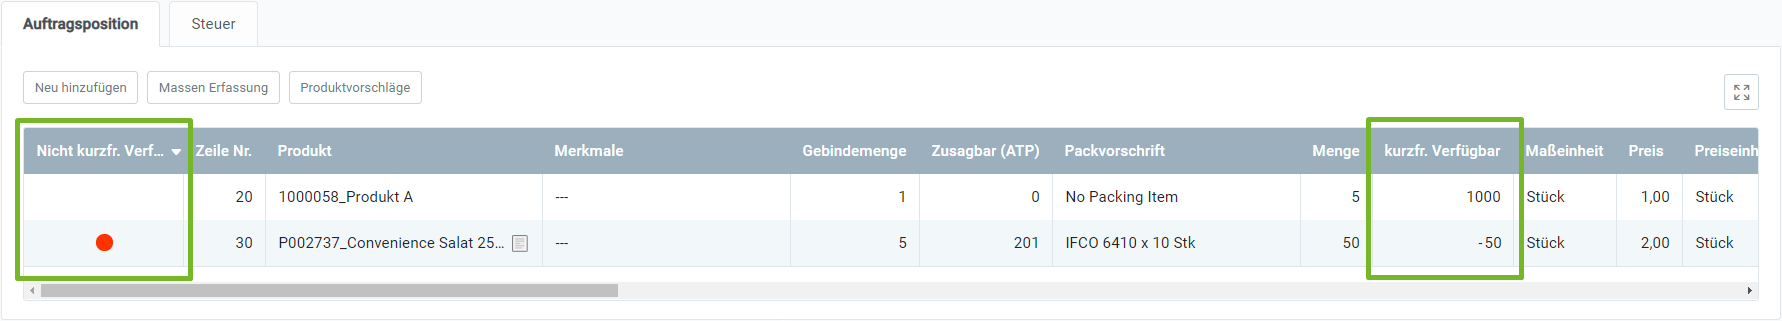 Auftragsposition Steuer
Neu hinzufügen Massen Erfassung Produktvorschläge
Nicht kurzfr. Verf... Zeile Nr. Produkt Merkmale Gebindemenge Zusagbar (ATP) Packvorschrift Menge kurzfr. Verfügbar Maßeinheit Preis Preiseinh
20 1000058_Produkt A --- 1 0 No Packing Item 5 1000 Stück 1,00 Stück
30 P002737_Convenience Salat 25... --- 5 201 IFCO 6410 x 10 Stk 50 -50 Stück 2,00 Stück